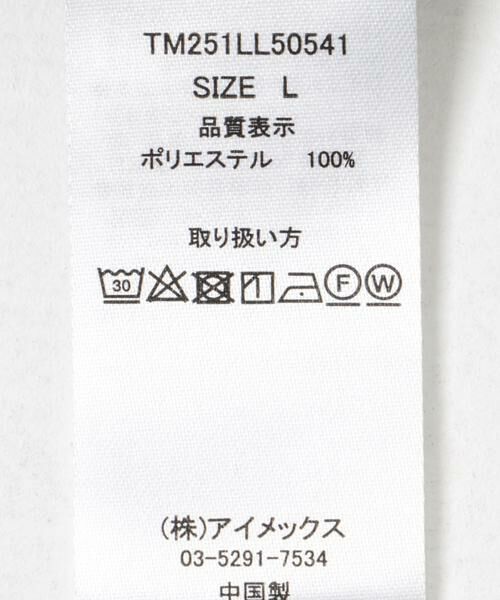 TM251LL50541
SIZE L
品質表示
ポリエステル 100%
取り扱い方
30 F W
(株)アイメックス
03-5291-7534
中国製